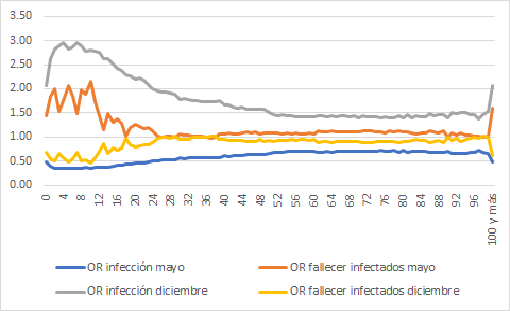 3.50
3.00
2.50
2.00
1.50
1.00
0.50
0.00
0 4 8 12 16 20 24 28 32 36 40 44 48 52 56 60 64 68 72 76 80 84 88 92 96 100 y más
OR infección mayo OR fallecer infectados mayo
OR infección diciembre OR fallecer infectados diciembre